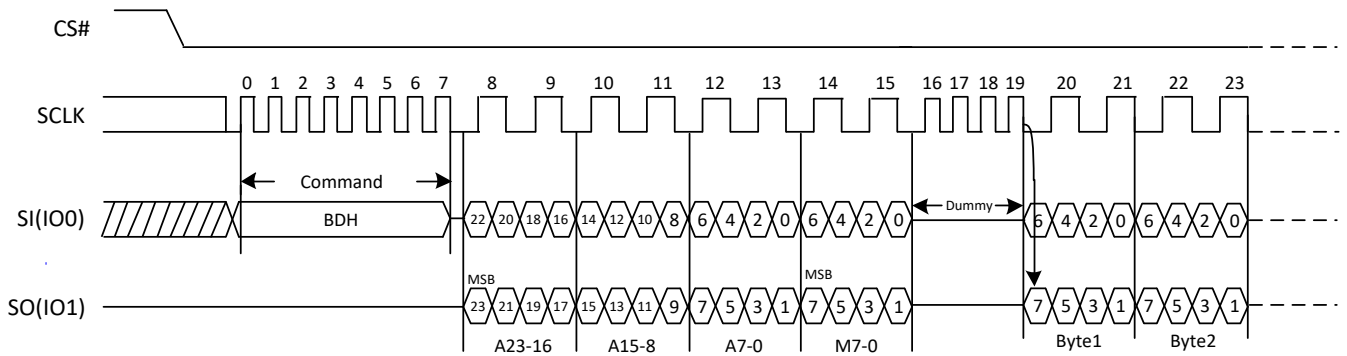 CS#
0 1 2 3 4 5 6 7 8 9 10 11 12 13 14 15 16 17 18 19 20 21 22 23
SCLK
Command
SI(IO0) BDH 22 20 18 16 14 12 10 8 6 4 2 0 6 4 2 0 Dummy 6 4 2 0 6 4 2 0
MSB MSB
SO(IO1) 23 21 19 17 15 13 11 9 7 5 3 1 7 5 3 1 7 5 3 1 7 5 3 1
A23-16 A15-8 A7-0 M7-0 Byte1 Byte2